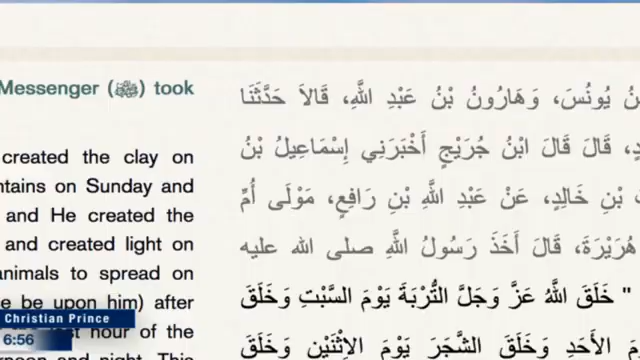 Messenger (ﷺ) took
created the clay on
ntains on Sunday and
and He created the
and created light on
animals to spread on
e be upon him) after
hour of the
and night. This
نُ يُونُسَ، وَهَارُونُ بْنُ عَبْدِ اللَّهِ، قَالاَ حَدَّثَنَا
قَالَ قَالَ ابْنُ جُرَيْجٍ أَخْبَرَنِي إِسْمَاعِيلُ بْنُ
بْنِ خَالِدٍ، عَنْ عَبْدِ اللَّهِ بْنِ رَافِعٍ، مَوْلَى أُمِّ
هُرَيْرَةَ، قَالَ أَخَذَ رَسُولُ اللَّهِ صلى الله عليه
" خَلَقَ اللَّهُ عَزَّ وَجَلَّ التُّرْبَةَ يَوْمَ السَّبْتِ وَخَلَقَ
مَ الأَحَدِ وَخَلَقَ الشَّجَرَ يَوْمَ الاِثْنَيْنِ وَخَلَقَ
Christian Prince
6:56